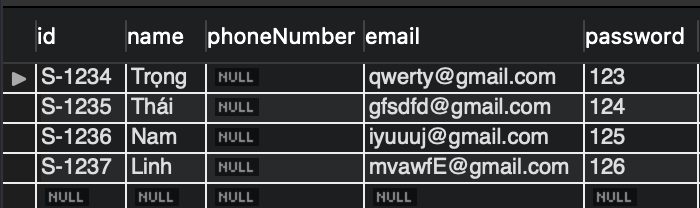 id name phoneNumber email password
S-1234 Trọng NULL qwerty@gmail.com 123
S-1235 Thái NULL gfsdfd@gmail.com 124
S-1236 Nam NULL iyuuuj@gmail.com 125
S-1237 Linh NULL mvawfE@gmail.com 126
NULL NULL NULL NULL NULL